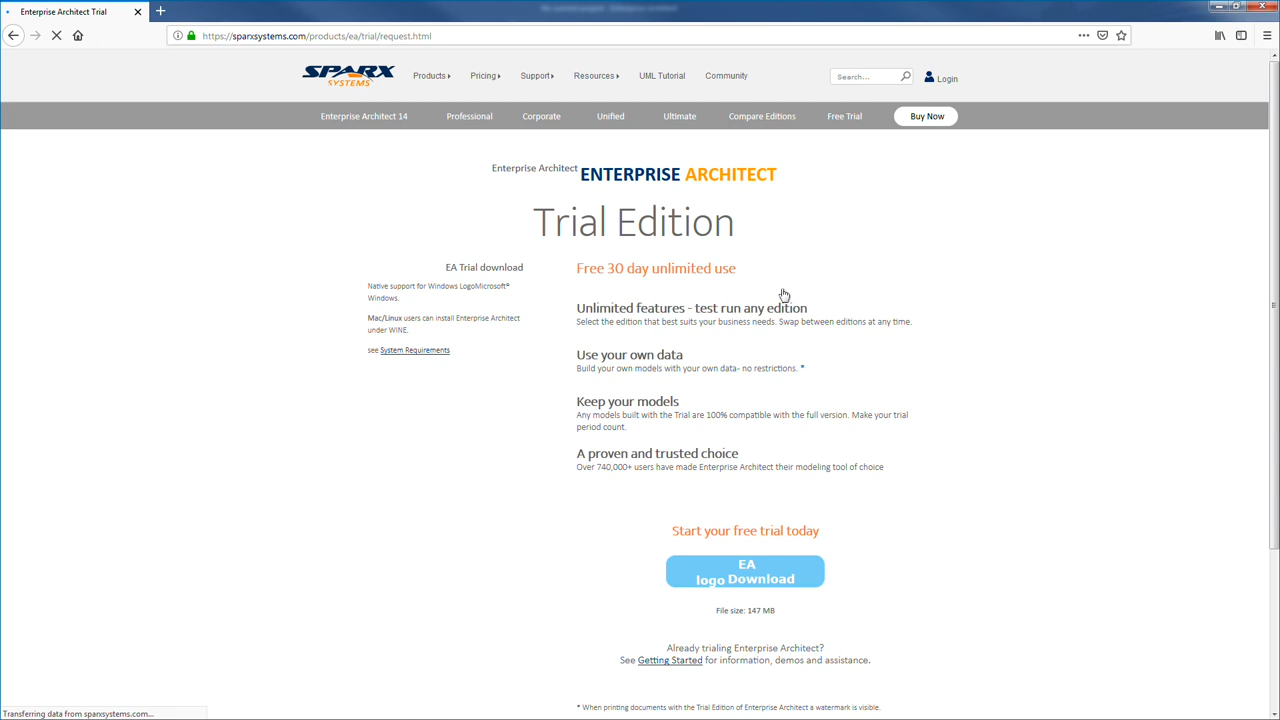 Enterprise Architect Trial
https://sparxsystems.com/products/ea/trial/request.html
SPARX
SYSTEMS
Products
Pricing
Support
Resources
UML Tutorial
Community
Search...
Login
Enterprise Architect 14
Professional
Corporate
Unified
Ultimate
Compare Editions
Free Trial
Buy Now
Enterprise Architect ENTERPRISE ARCHITECT
Trial Edition
EA Trial download
Native support for Windows LogoMicrosoft®
Windows.
Mac/Linux users can install Enterprise Architect
under WINE.
see System Requirements
Free 30 day unlimited use
Unlimited features - test run any edition
Select the edition that best suits your business needs. Swap between editions at any time.
Use your own data
Build your own models with your own data- no restrictions. *
Keep your models
Any models built with the Trial are 100% compatible with the full version. Make your trial
period count.
A proven and trusted choice
Over 740,000+ users have made Enterprise Architect their modeling tool of choice
Start your free trial today
EA
logo Download
File size: 147 MB
Already trialing Enterprise Architect?
See Getting Started for information, demos and assistance.
* When printing documents with the Trial Edition of Enterprise Architect a watermark is visible.
Transferring data from sparxsystems.com...